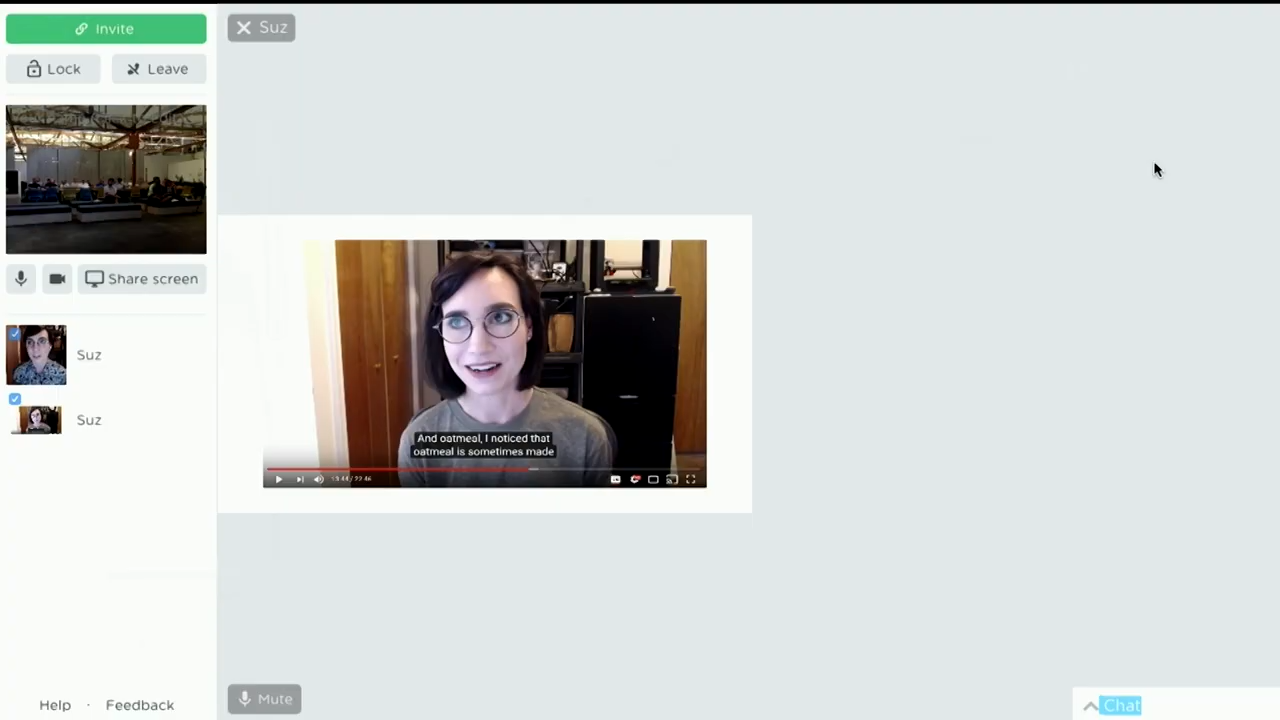 Invite
Suz
Lock
Leave
Share screen
Suz
Suz
And oatmeal, I noticed that
oatmeal is sometimes made
Help · Feedback
Mute
Chat